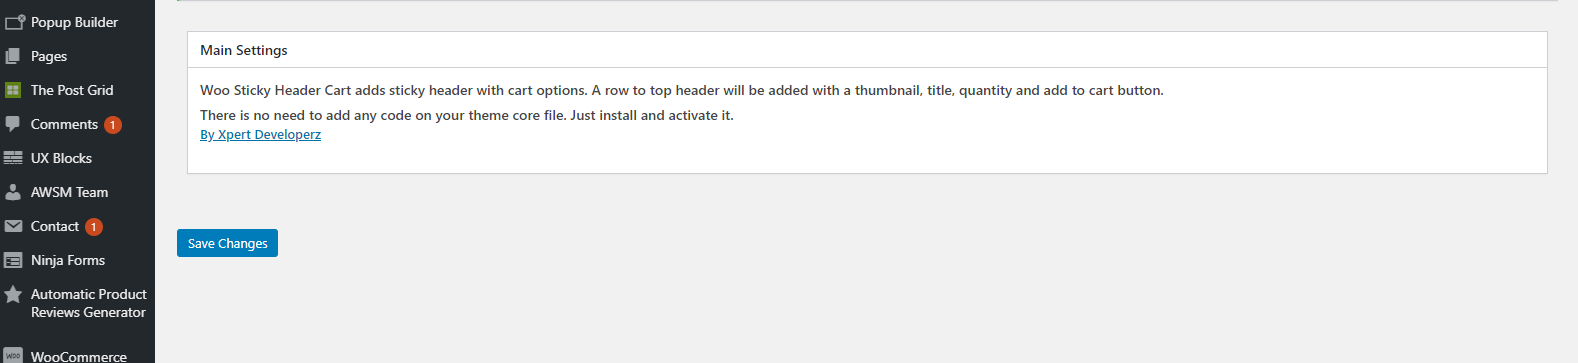 Popup Builder
Pages
The Post Grid
Comments 1
UX Blocks
AWSM Team
Contact 1
Ninja Forms
Automatic Product
Reviews Generator
WOO WooCommerce
Main Settings
Woo Sticky Header Cart adds sticky header with cart options. A row to top header will be added with a thumbnail, title, quantity and add to cart button.
There is no need to add any code on your theme core file. Just install and activate it.
By Xpert Developerz
Save Changes